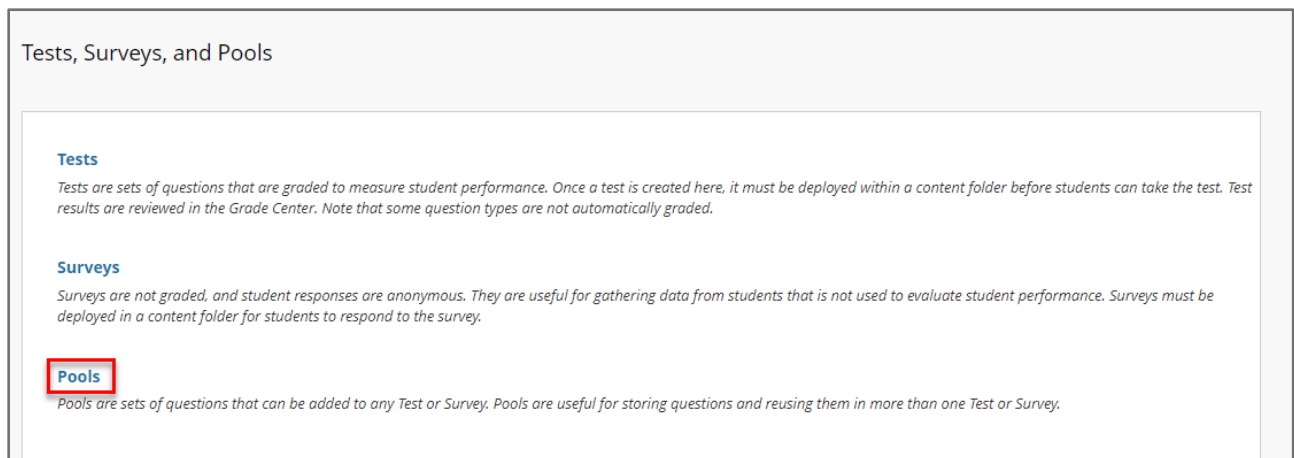 Tests, Surveys, and Pools
Tests
Tests are sets of questions that are graded to measure student performance. Once a test is created here, it must be deployed within a content folder before students can take the test. Test
results are reviewed in the Grade Center. Note that some question types are not automatically graded.
Surveys
Surveys are not graded, and student responses are anonymous. They are useful for gathering data from students that is not used to evaluate student performance. Surveys must be
deployed in a content folder for students to respond to the survey.
Pools
Pools are sets of questions that can be added to any Test or Survey. Pools are useful for storing questions and reusing them in more than one Test or Survey.